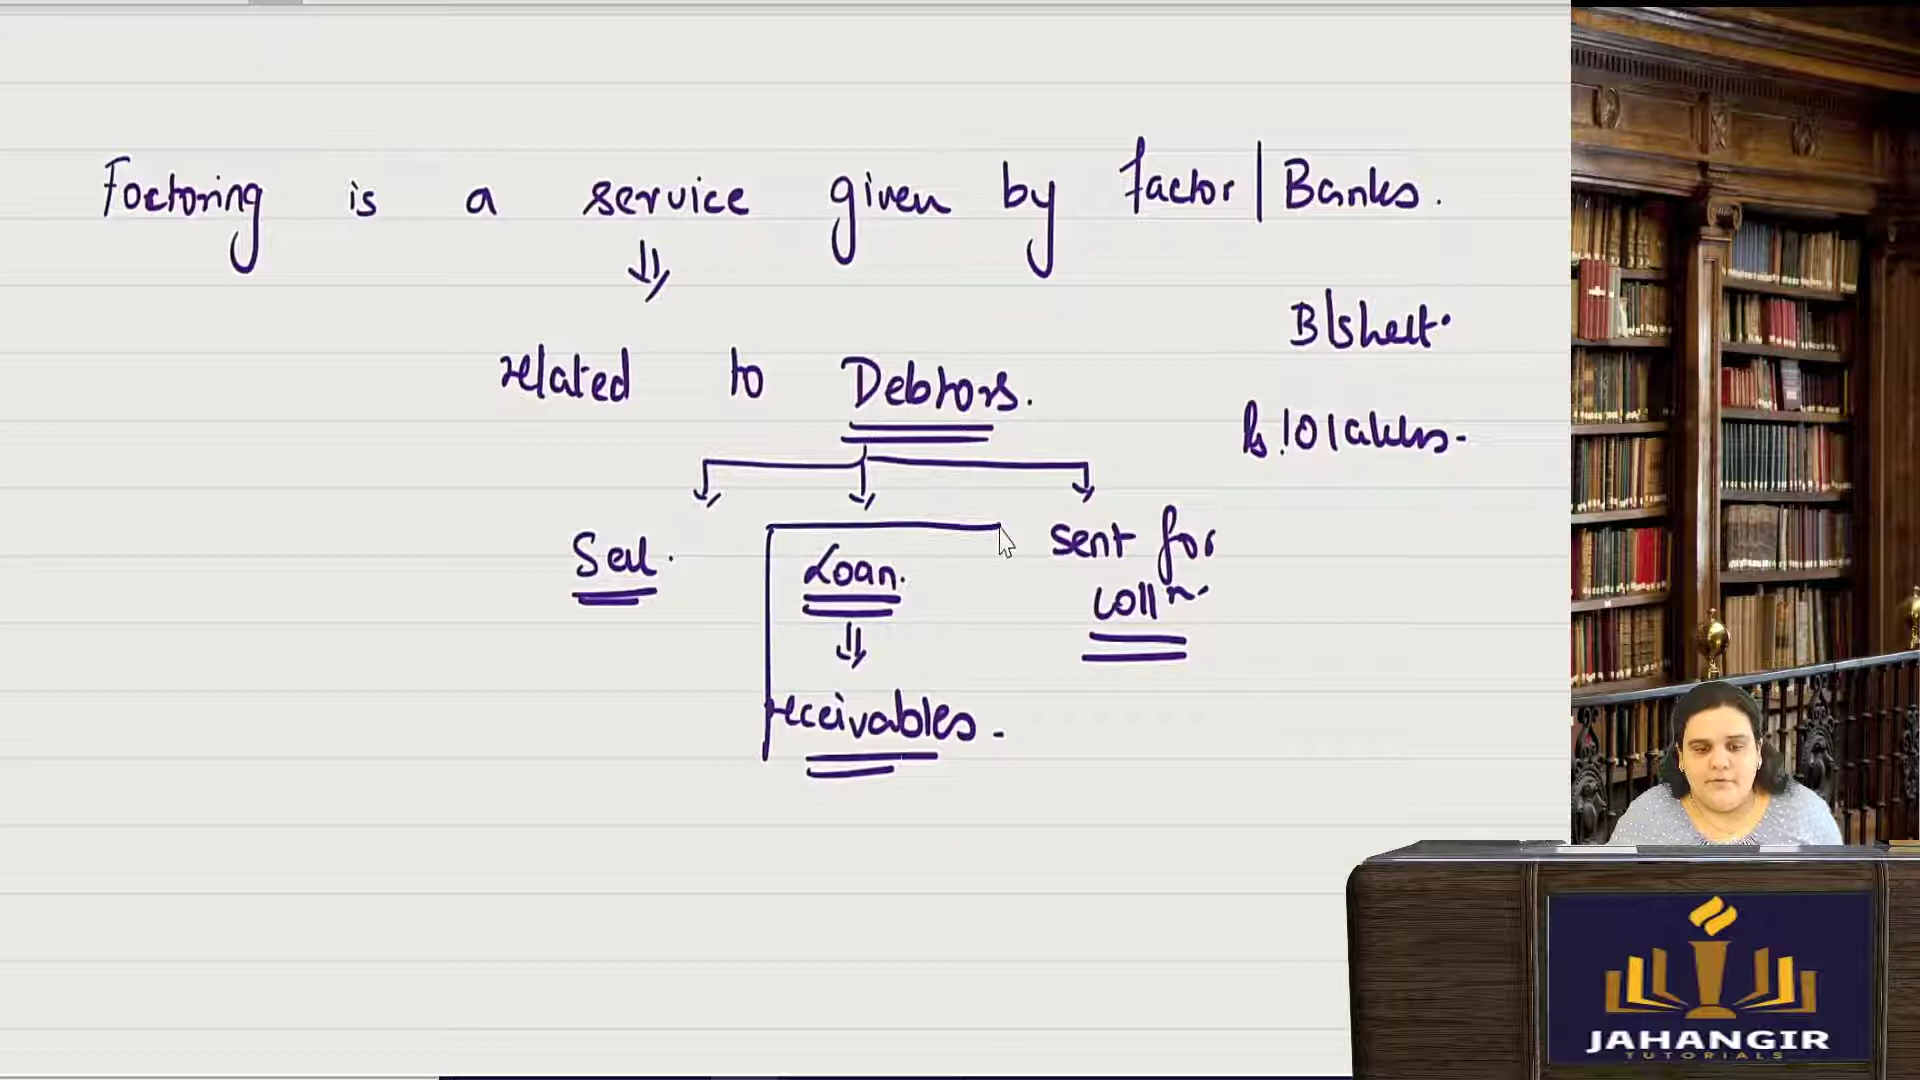 Factoring is a service given by factor | Banks.
related to Debtors.
B/sheet.
Rs. 10 lakhs.
Sell.
Loan.
sent for
coll n.
receivables.
JAHANGIR
TUTORIALS